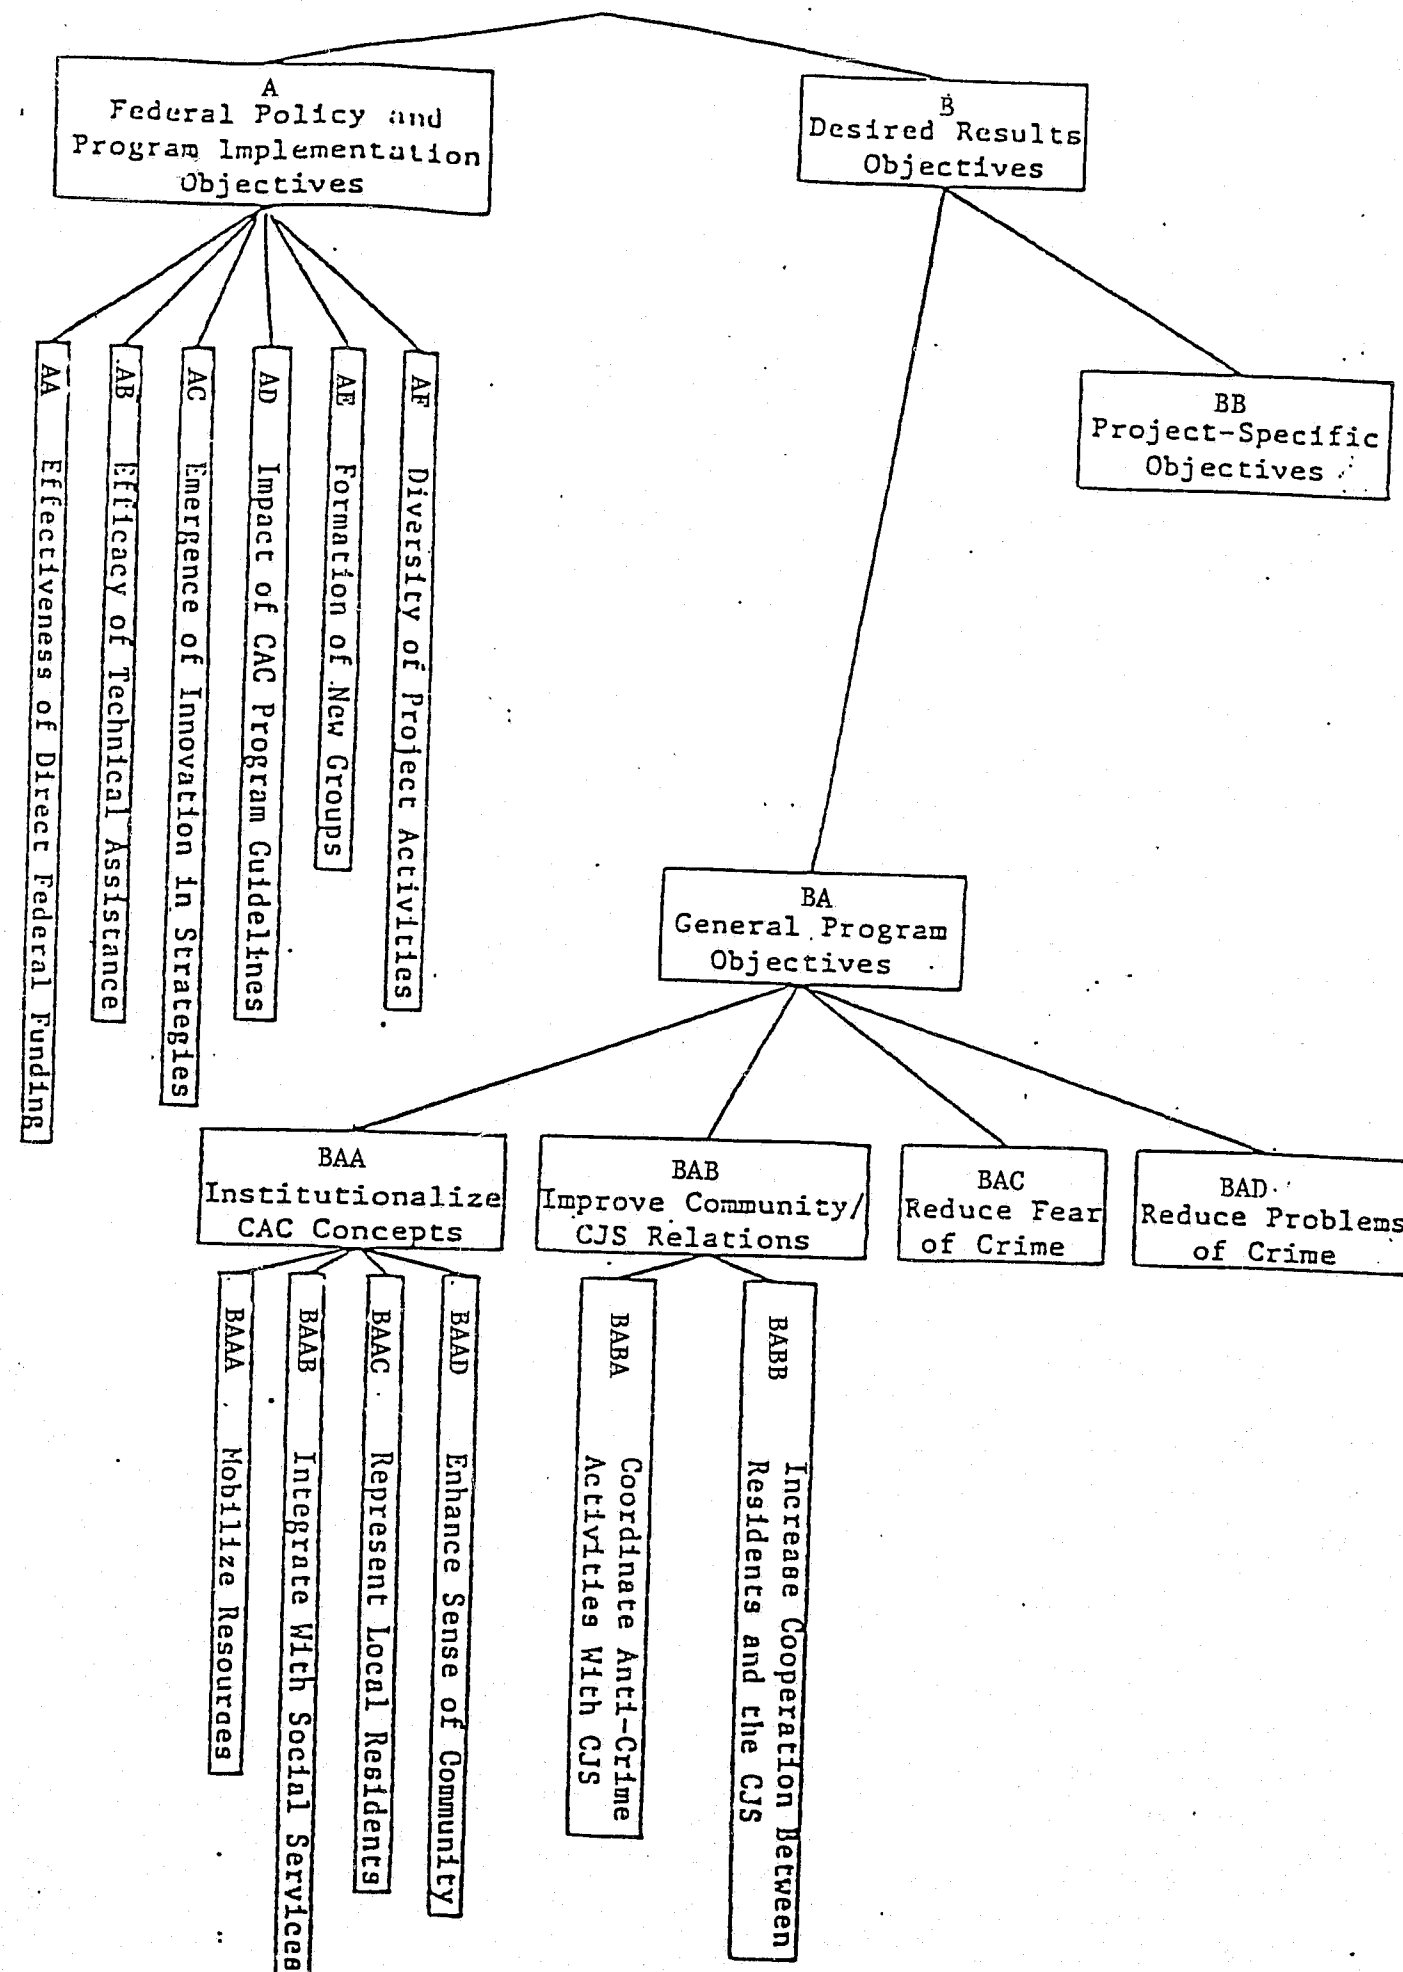 A
Federal Policy and
Program Implementation
Objectives
B
Desired Results
Objectives
AA Effectiveness of Direct Federal Funding
AB Efficacy of Technical Assistance
AC Emergence of Innovation in Strategies
AD Impact of CAC Program Guidelines
AE Formation of New Groups
AF Diversity of Project Activities
BB
Project-Specific
Objectives
BA
General Program
Objectives
BAA
Institutionalize
CAC Concepts
BAB
Improve Community/
CJS Relations
BAC
Reduce Fear
of Crime
BAD
Reduce Problems
of Crime
BAAA Mobilize Resources
BAAB Integrate With Social Services
BAAC Represent Local Residents
BAAD Enhance Sense of Community
BABA Coordinate Anti-Crime
Activities With CJS
BABB Increase Cooperation Between
Residents and the CJS